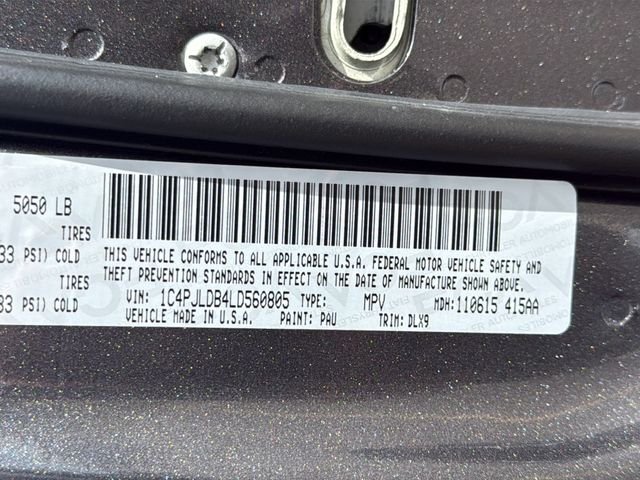 5050 LB
TIRES
33 PSI) COLD
TIRES
33 PSI) COLD
THIS VEHICLE CONFORMS TO ALL APPLICABLE U.S.A. FEDERAL MOTOR VEHICLE SAFETY AND
THEFT PREVENTION STANDARDS IN EFFECT ON THE DATE OF MANUFACTURE SHOWN ABOVE.
VIN: 1C4PJLDB4LD560805 TYPE: MPV MDH: 110615 415AA
VEHICLE MADE IN U.S.A. PAINT: PAU TRIM: DLX9